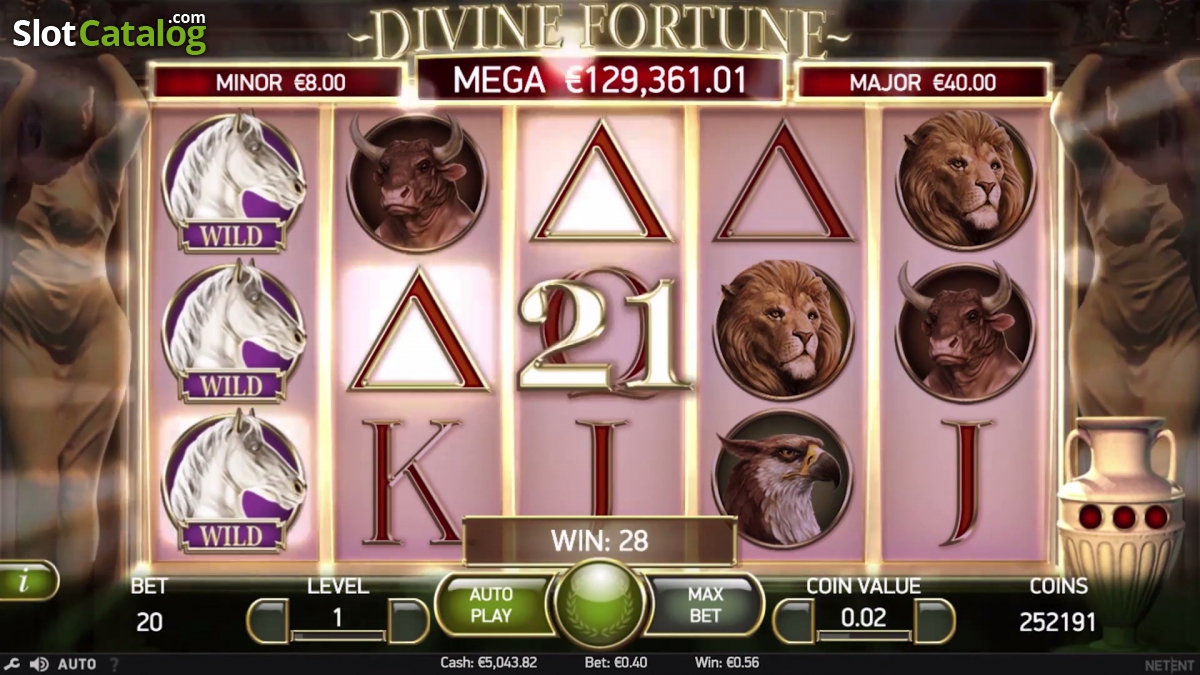 SlotCatalog.com
DIVINE FORTUNE
MINOR €8.00
MEGA €129,361.01
MAJOR €40.00
WILD
WILD
21
Q
WILD
K
I
J
WIN: 28
i
BET
20
LEVEL
1
AUTO
PLAY
MAX
BET
COIN VALUE
0.02
COINS
252191
AUTO ?
Cash: €5,043.82
Bet: €0.40
Win: €0.56
NETENT